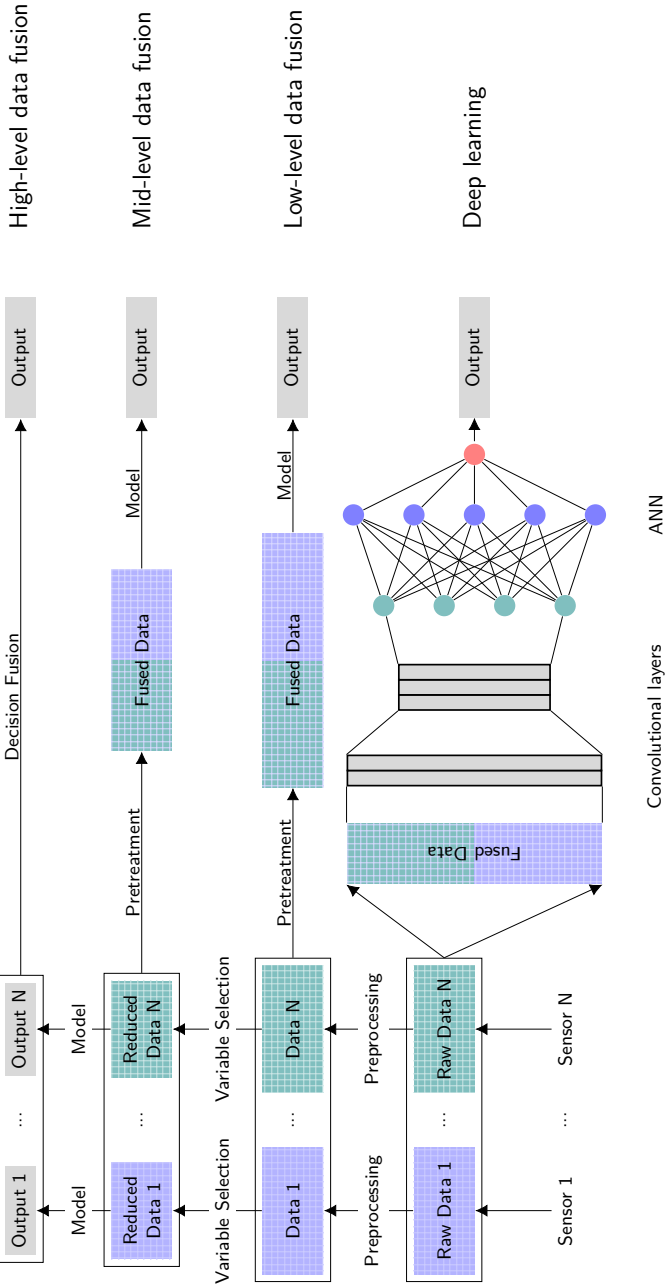 High-level data fusion
Mid-level data fusion
Low-level data fusion
Deep learning
Output
Output
Output
Output
Decision Fusion
Model
Model
Fused Data
Fused Data
Pretreatment
Pretreatment
Fused Data
Convolutional layers
ANN
Output 1
...
Output N
Model
Model
Reduced
Data 1
...
Reduced
Data N
Variable Selection
Variable Selection
Data 1
...
Data N
Preprocessing
Preprocessing
Raw Data 1
...
Raw Data N
Sensor 1
...
Sensor N